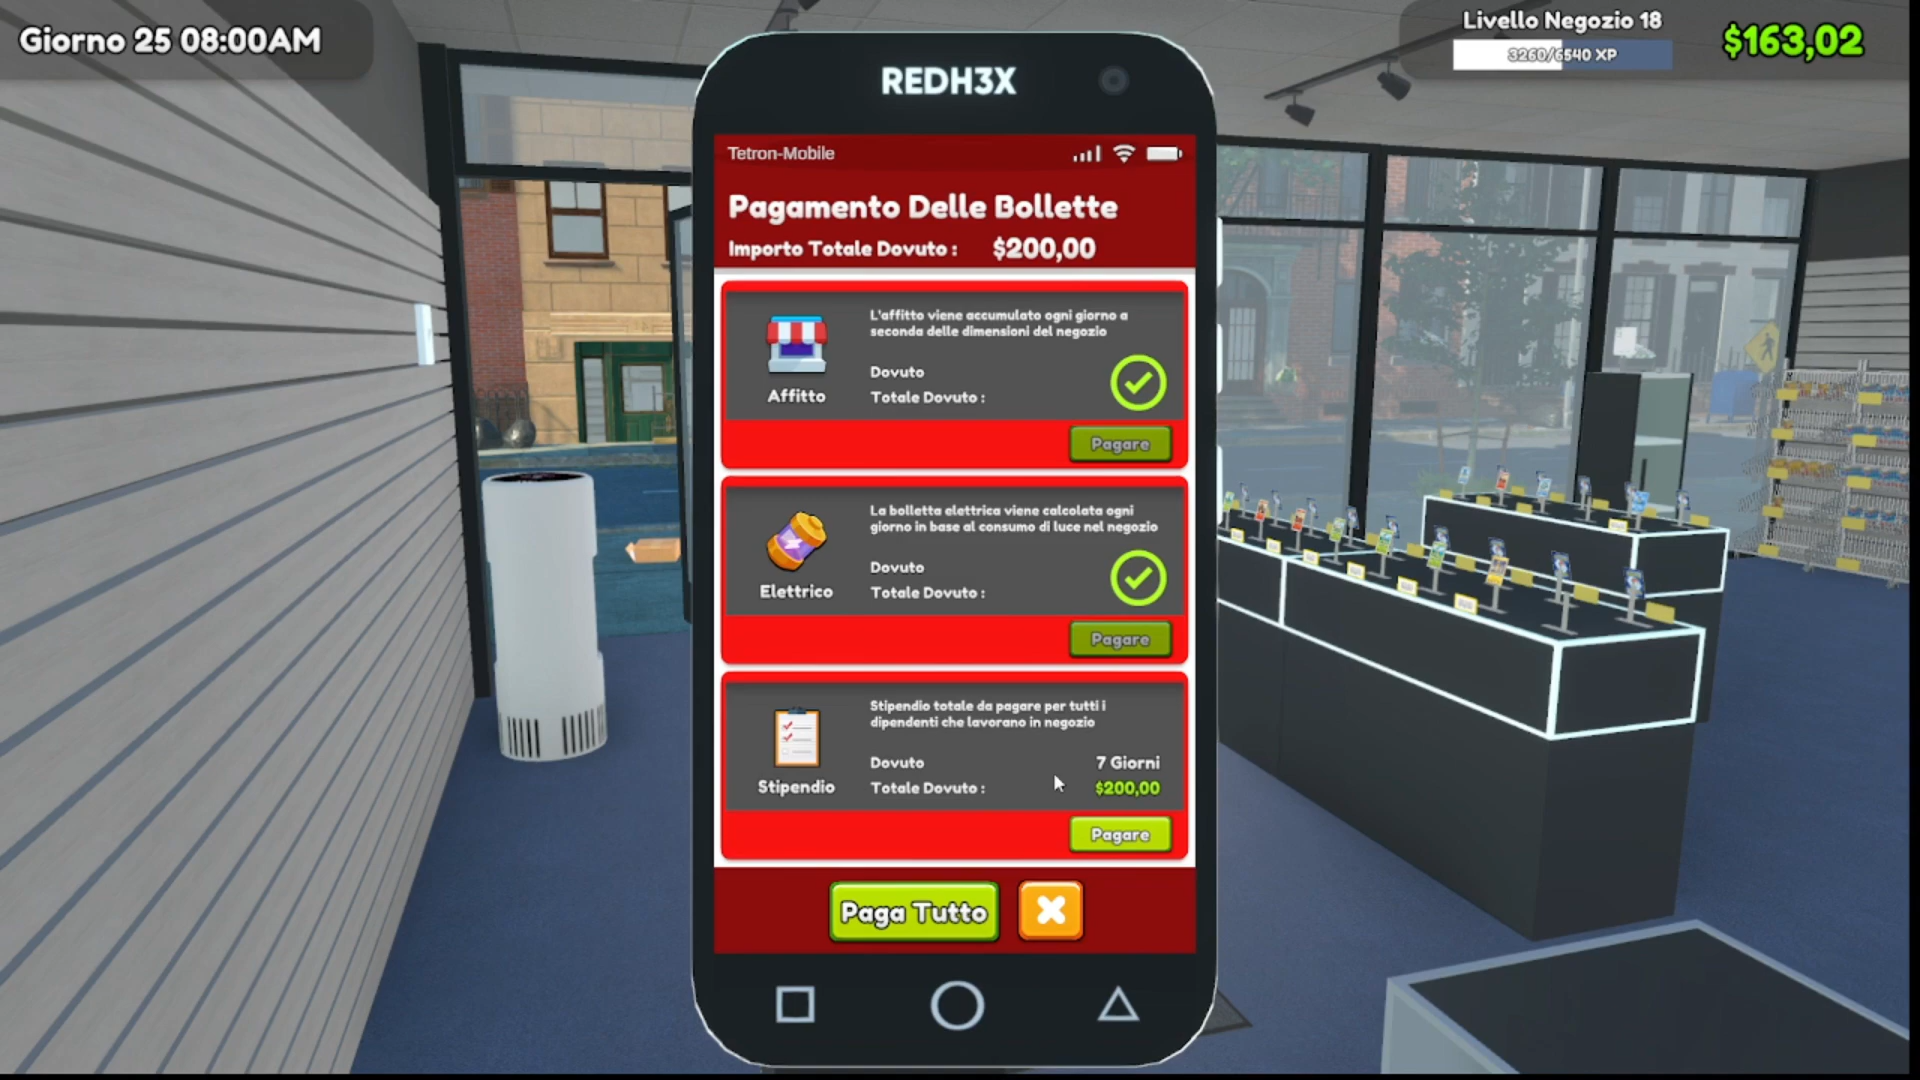 Giorno 25 08:00AM
Livello Negozio 18
3260/6540 XP
$163,02
REDH3X
Tetron-Mobile
Pagamento Delle Bollette
Importo Totale Dovuto : $200,00
L'affitto viene accumulato ogni giorno a
seconda delle dimensioni del negozio
Dovuto
Totale Dovuto :
Affitto
Pagare
La bolletta elettrica viene calcolata ogni
giorno in base al consumo di luce nel negozio
Dovuto
Totale Dovuto :
Elettrico
Pagare
Stipendio totale da pagare per tutti i
dipendenti che lavorano in negozio
Dovuto 7 Giorni
Totale Dovuto : $200,00
Stipendio
Pagare
Paga Tutto